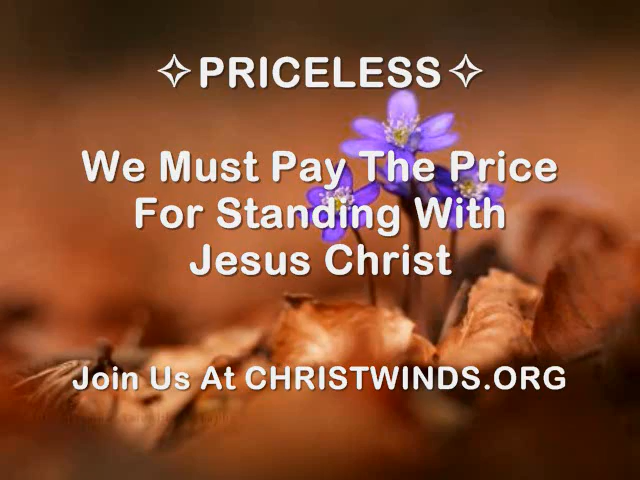 ✧PRICELESS✧
We Must Pay The Price
For Standing With
Jesus Christ
Join Us At CHRISTWINDS.ORG